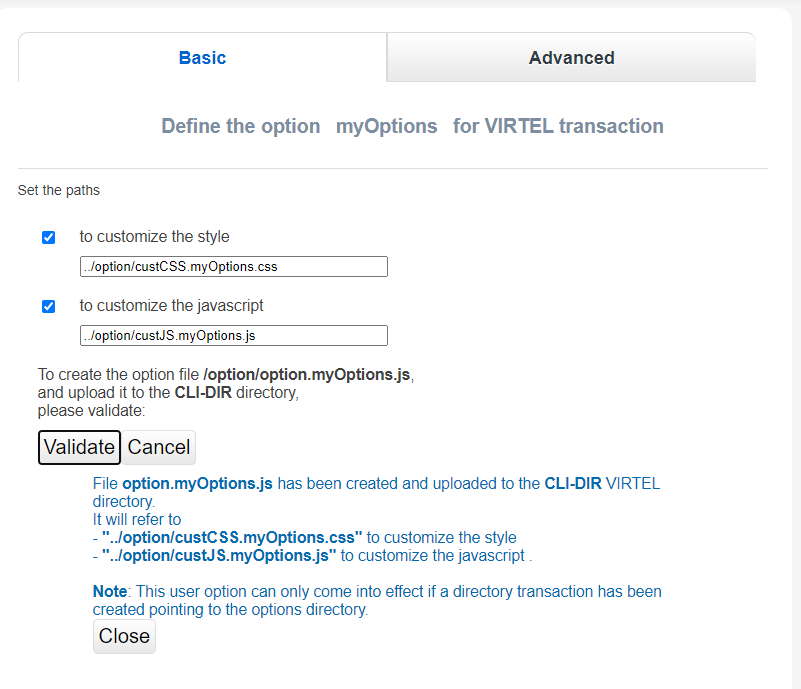 Basic
Advanced
Define the option myOptions for VIRTEL transaction
Set the paths
to customize the style
../option/custCSS.myOptions.css
to customize the javascript
../option/custJS.myOptions.js
To create the option file /option/option.myOptions.js,
and upload it to the CLI-DIR directory,
please validate:
Validate Cancel
File option.myOptions.js has been created and uploaded to the CLI-DIR VIRTEL
directory.
It will refer to
- "../option/custCSS.myOptions.css" to customize the style
- "../option/custJS.myOptions.js" to customize the javascript .
Note: This user option can only come into effect if a directory transaction has been
created pointing to the options directory.
Close